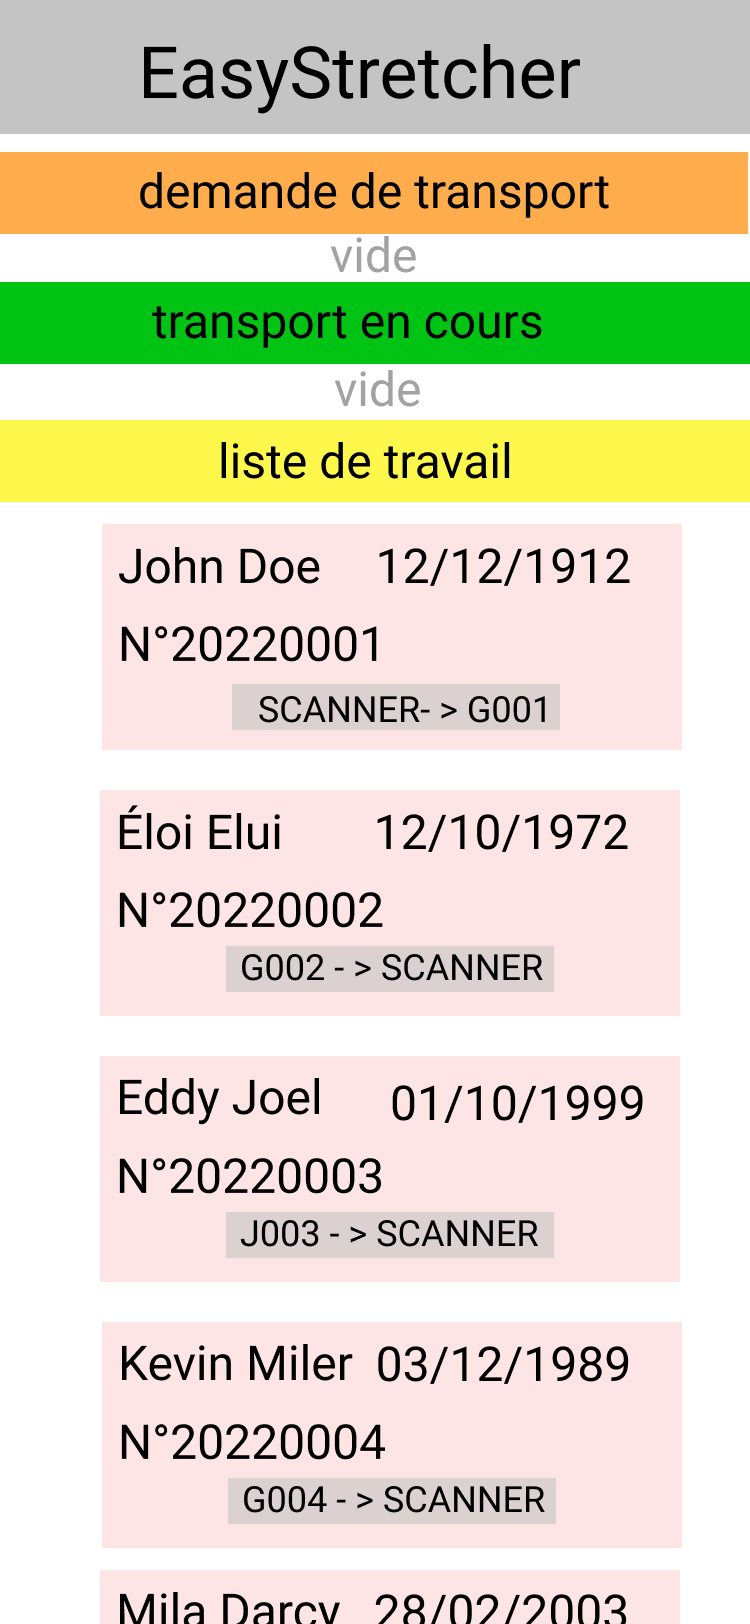 EasyStretcher
demande de transport
vide
transport en cours
vide
liste de travail
John Doe 12/12/1912
N°20220001
SCANNER- > G001
Éloi Elui 12/10/1972
N°20220002
G002 - > SCANNER
Eddy Joel 01/10/1999
N°20220003
J003 - > SCANNER
Kevin Miler 03/12/1989
N°20220004
G004 - > SCANNER
Mila Darcy 28/02/2003